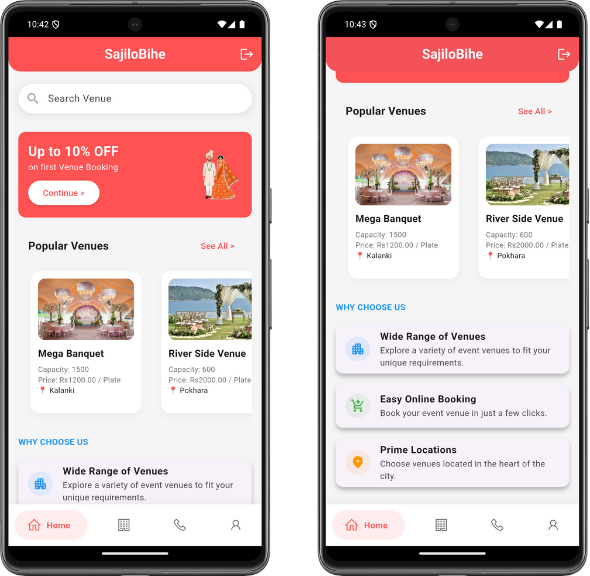 10:42
SajiloBihe
Search Venue
Up to 10% OFF
on first Venue Booking
Continue >
Popular Venues
See All >
Mega Banquet
Capacity: 1500
Price: Rs1200.00 / Plate
Kalanki
River Side Venue
Capacity: 600
Price: Rs2000.00 / Plate
Pokhara
WHY CHOOSE US
Wide Range of Venues
Explore a variety of event venues to fit your
unique requirements.
Home
10:43
SajiloBihe
Popular Venues
See All >
Mega Banquet
Capacity: 1500
Price: Rs1200.00 / Plate
Kalanki
River Side Venue
Capacity: 600
Price: Rs2000.00 / Plate
Pokhara
WHY CHOOSE US
Wide Range of Venues
Explore a variety of event venues to fit your
unique requirements.
Easy Online Booking
Book your event venue in just a few clicks.
Prime Locations
Choose venues located in the heart of the
city.
Home